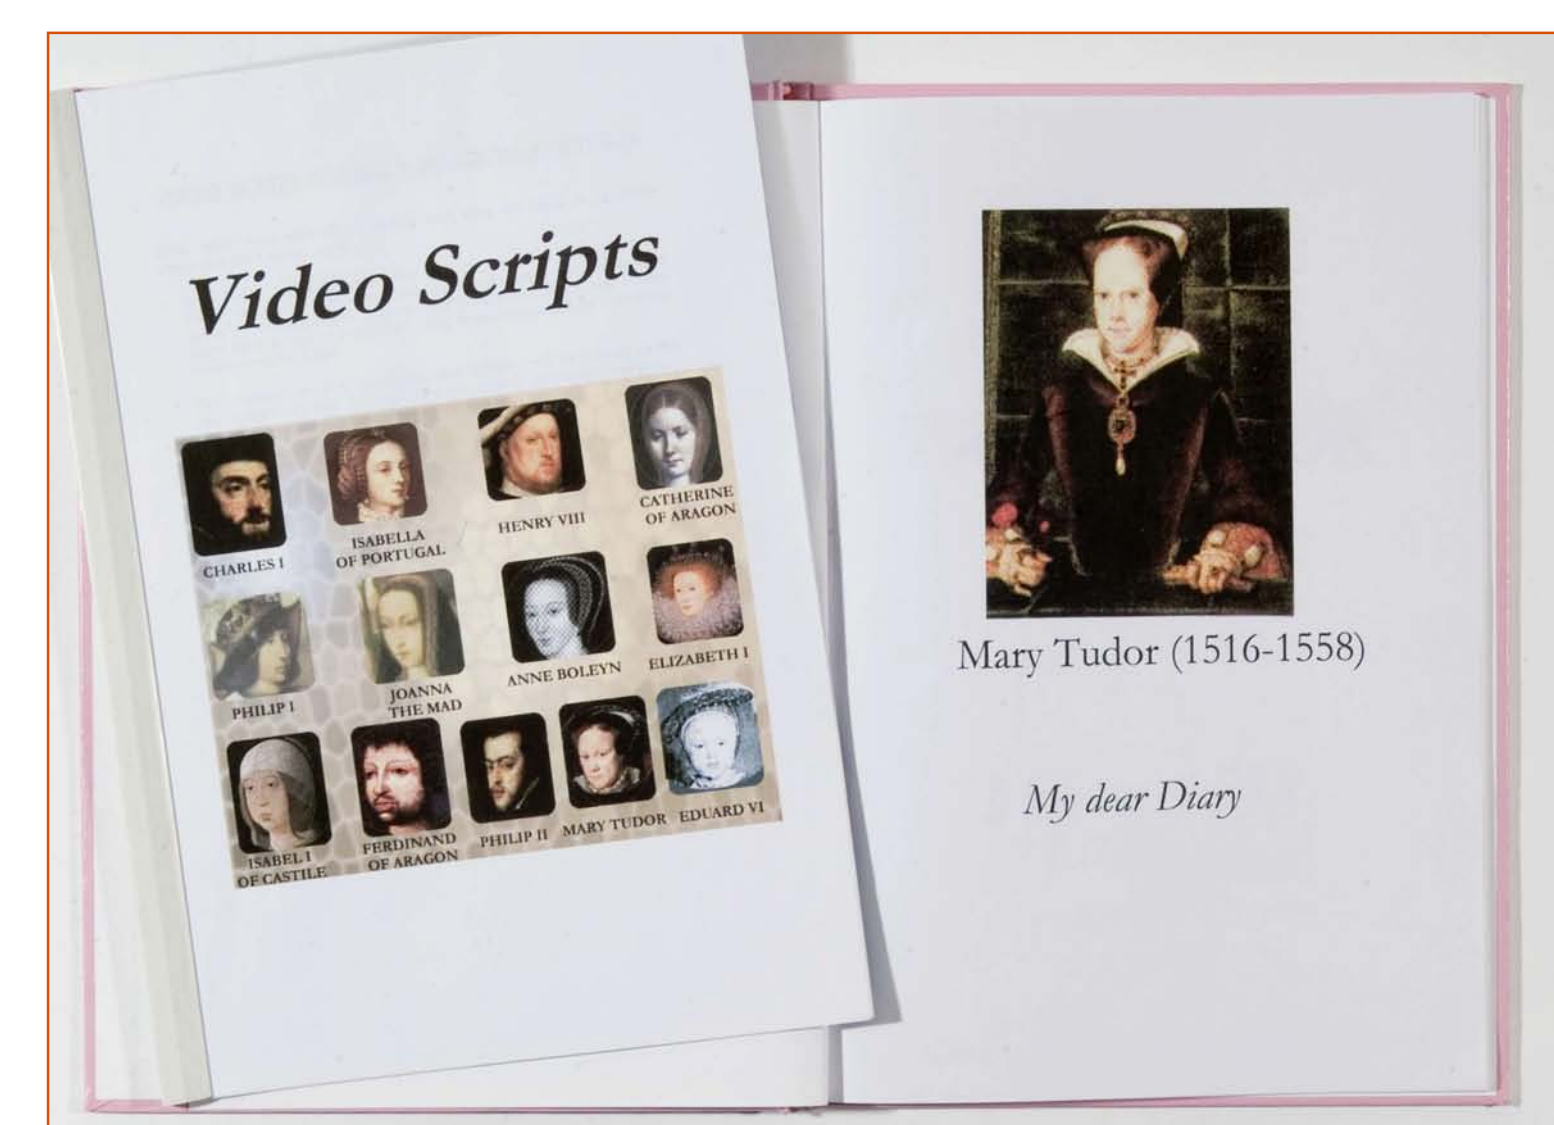 Video Scripts
CHARLES I
ISABELLA
OF PORTUGAL
HENRY VIII
CATHERINE
OF ARAGON
PHILIP I
JOANNA
THE MAD
ANNE BOLEYN
ELIZABETH I
ISABEL I
OF CASTILE
FERDINAND
OF ARAGON
PHILIP II
MARY TUDOR
EDUARD VI
Mary Tudor (1516-1558)
My dear Diary